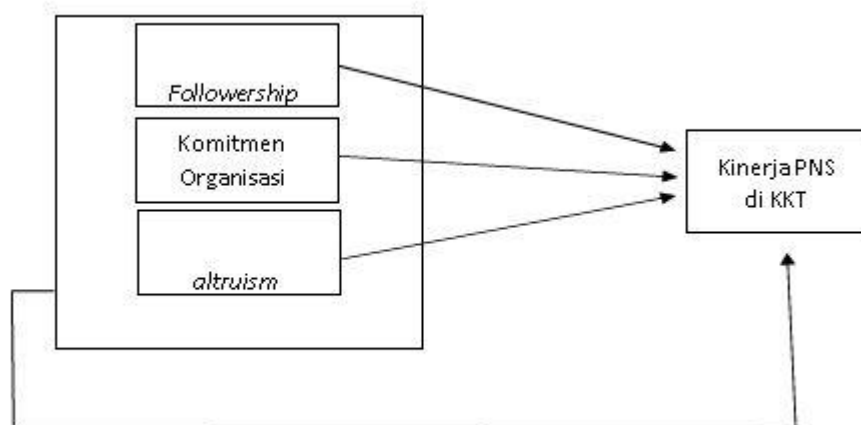 Followership
Komitmen
Organisasi
altruism
Kinerja PNS
di KKT